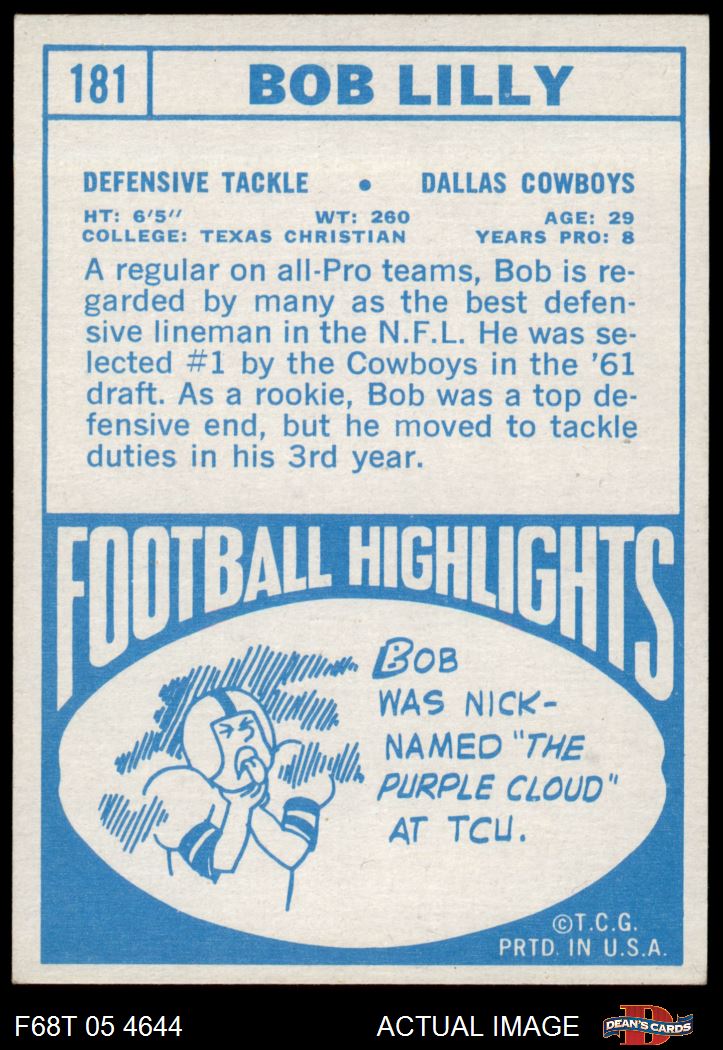 181 BOB LILLY
DEFENSIVE TACKLE • DALLAS COWBOYS
HT: 6'5" WT: 260 AGE: 29
COLLEGE: TEXAS CHRISTIAN YEARS PRO: 8
A regular on all-Pro teams, Bob is re-
garded by many as the best defen-
sive lineman in the N.F.L. He was se-
lected #1 by the Cowboys in the '61
draft. As a rookie, Bob was a top de-
fensive end, but he moved to tackle
duties in his 3rd year.
FOOTBALL HIGHLIGHTS
BOB
WAS NICK-
NAMED "THE
PURPLE CLOUD"
AT TCU.
©T.C.G.
PRTD. IN U.S.A.
F68T 05 4644 ACTUAL IMAGE D DEAN'S CARDS